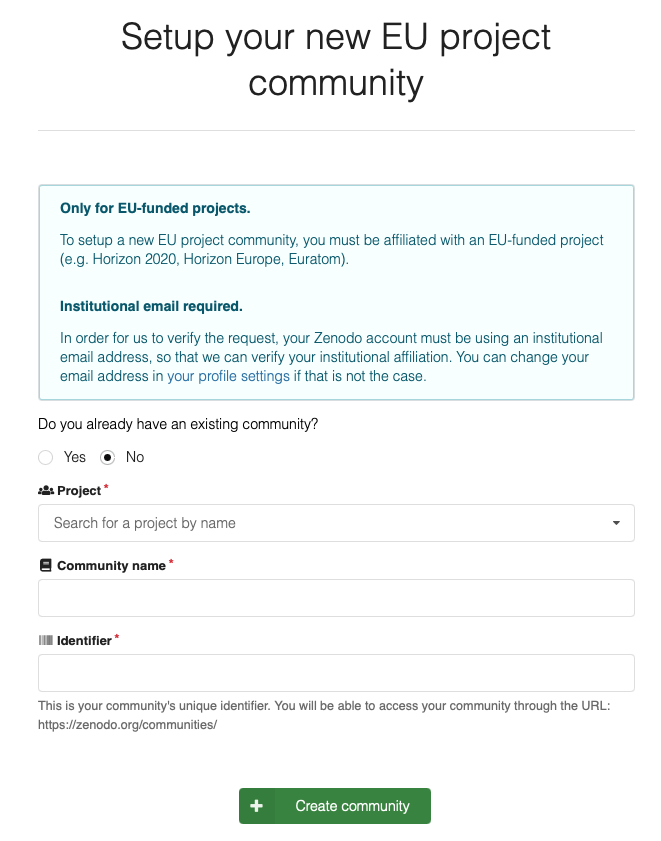 Setup your new EU project
community
Only for EU-funded projects.
To setup a new EU project community, you must be affiliated with an EU-funded project
(e.g. Horizon 2020, Horizon Europe, Euratom).
Institutional email required.
In order for us to verify the request, your Zenodo account must be using an institutional
email address, so that we can verify your institutional affiliation. You can change your
email address in your profile settings if that is not the case.
Do you already have an existing community?
Yes No
Project *
Search for a project by name
Community name *
Identifier *
This is your community's unique identifier. You will be able to access your community through the URL:
https://zenodo.org/communities/
Create community